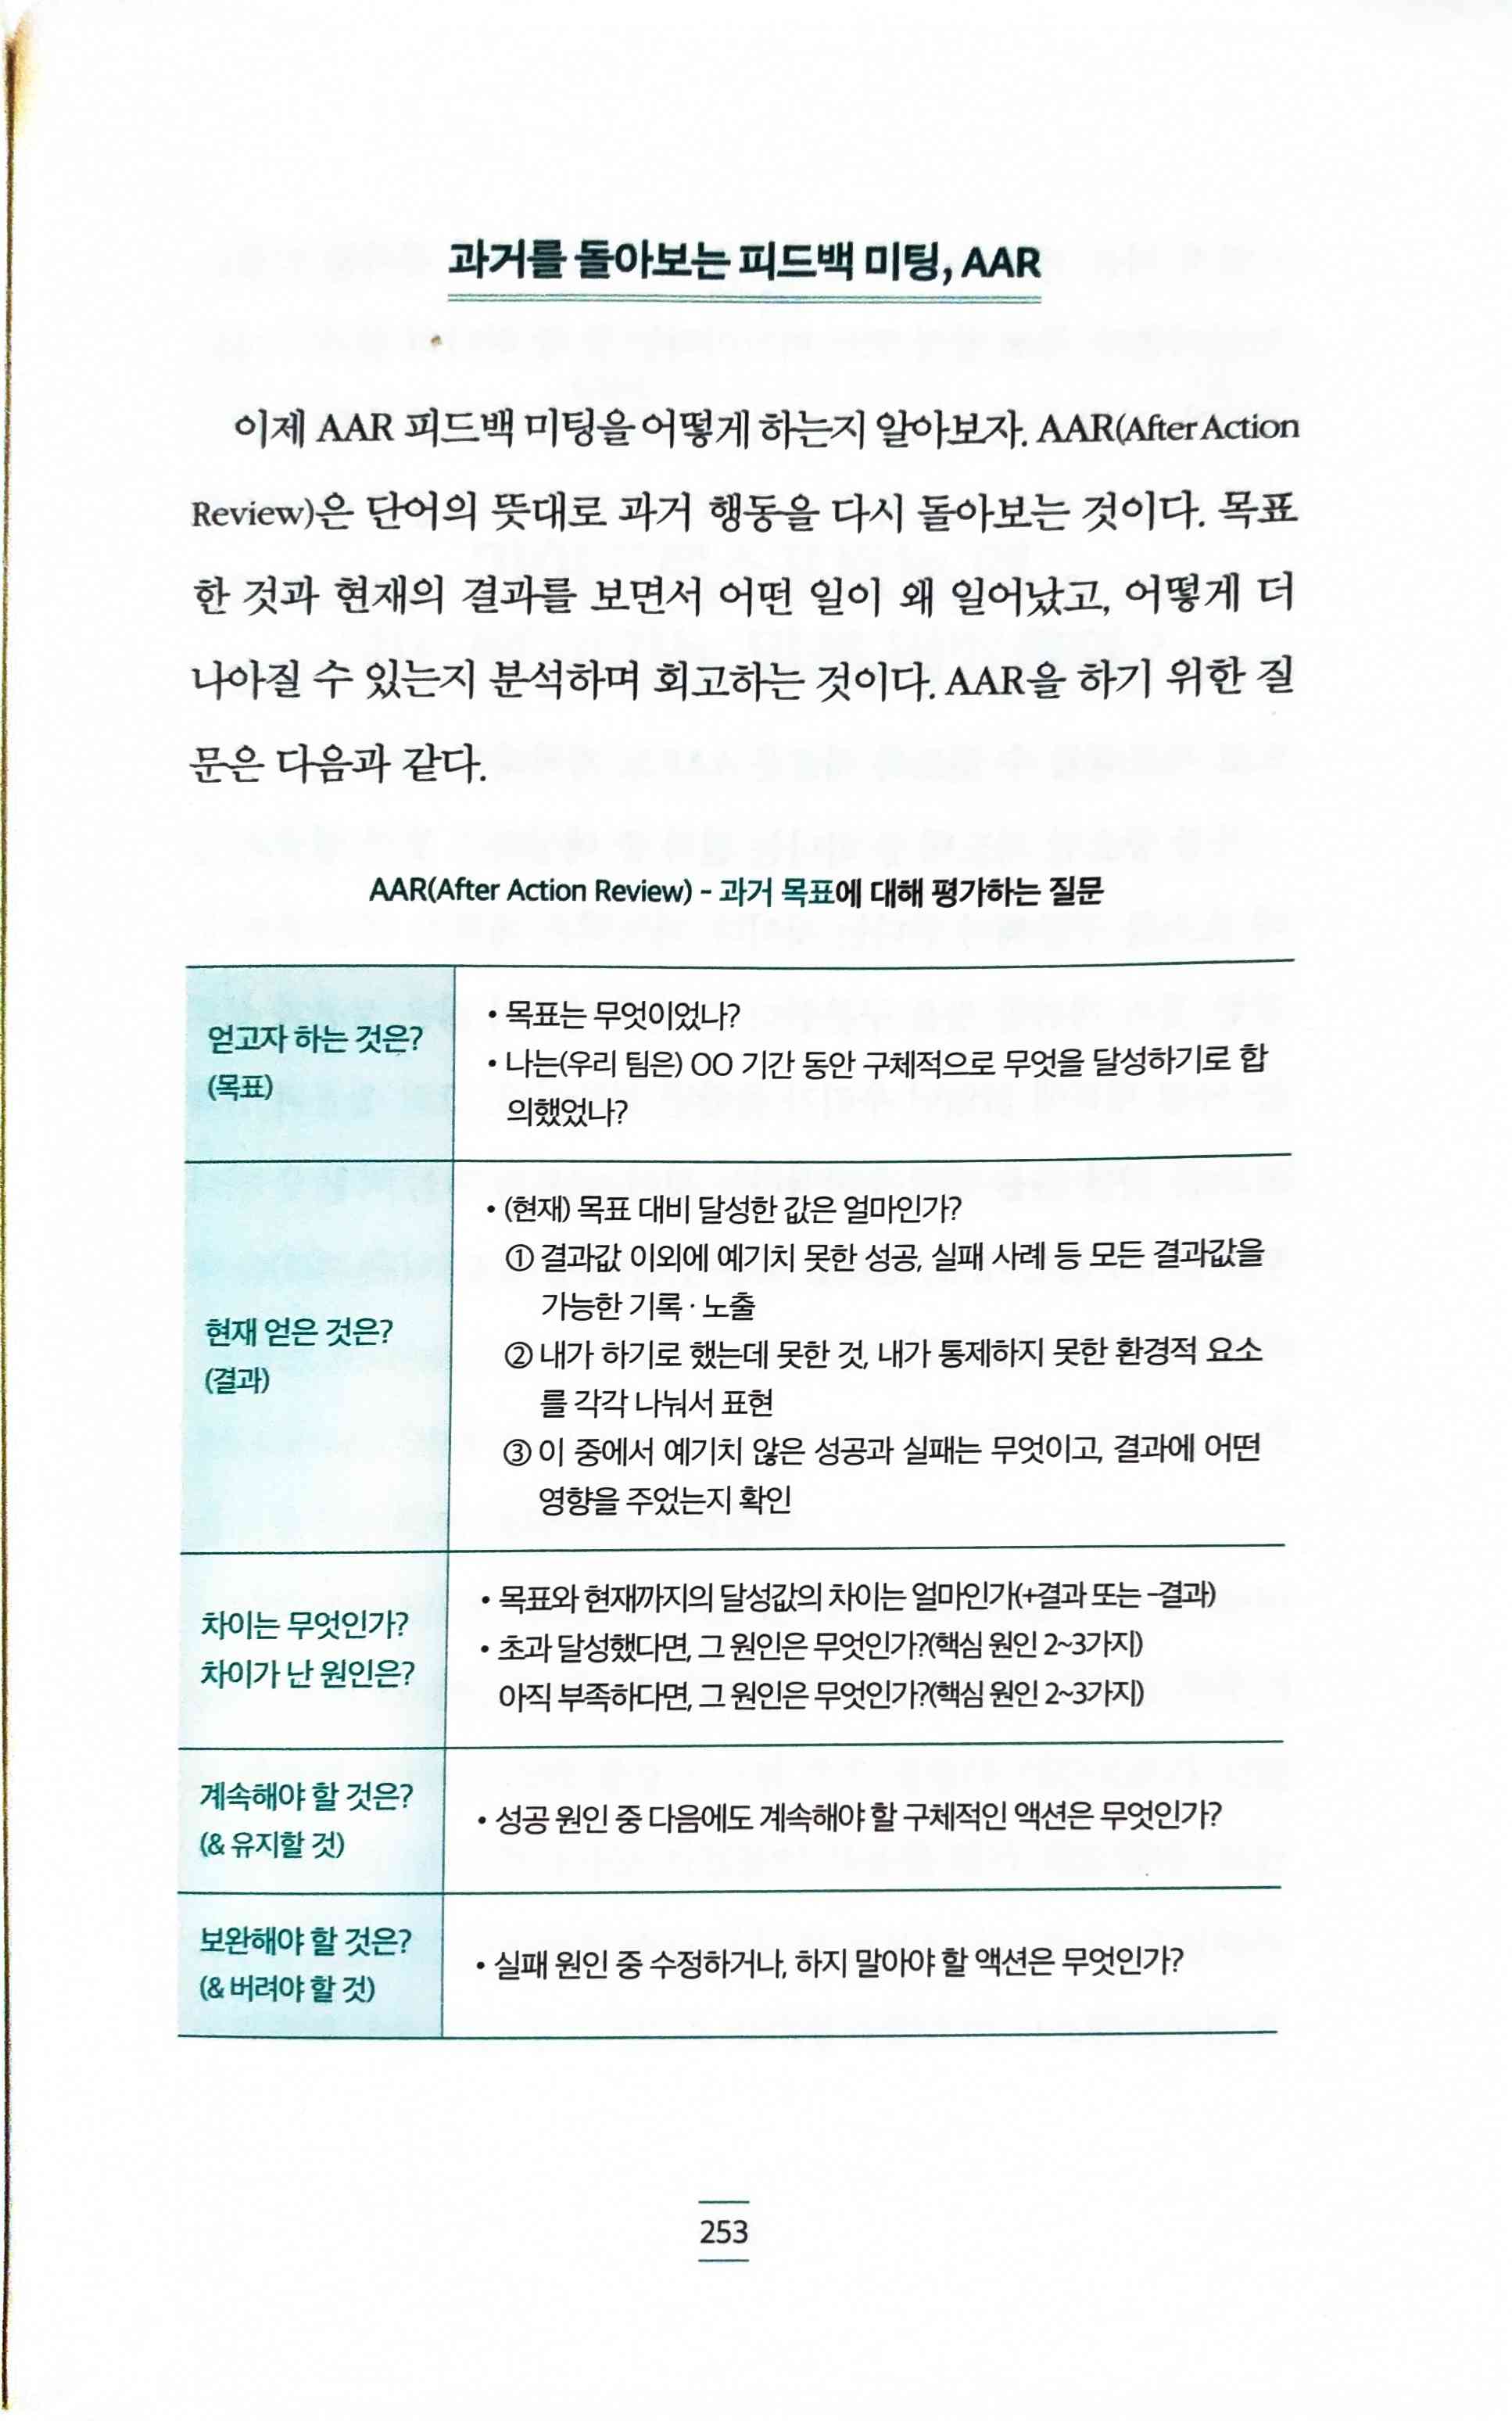 과거를 돌아보는 피드백 미팅, AAR
이제 AAR 피드백 미팅을 어떻게 하는지 알아보자. AAR(After Action
Review)은 단어의 뜻대로 과거 행동을 다시 돌아보는 것이다. 목표
한 것과 현재의 결과를 보면서 어떤 일이 왜 일어났고, 어떻게 더
나아질 수 있는지 분석하며 회고하는 것이다. AAR을 하기 위한 질
문은 다음과 같다.
AAR(After Action Review) - 과거 목표에 대해 평가하는 질문
얻고자 하는 것은?
(목표)
• 목표는 무엇이었나?
• 나는(우리 팀은) OO 기간 동안 구체적으로 무엇을 달성하기로 합
의했었나?
현재 얻은 것은?
(결과)
• (현재) 목표 대비 달성한 값은 얼마인가?
① 결과값 이외에 예기치 못한 성공, 실패 사례 등 모든 결과값을
가능한 기록 · 노출
② 내가 하기로 했는데 못한 것, 내가 통제하지 못한 환경적 요소
를 각각 나눠서 표현
③ 이 중에서 예기치 않은 성공과 실패는 무엇이고, 결과에 어떤
영향을 주었는지 확인
차이는 무엇인가?
차이가 난 원인은?
• 목표와 현재까지의 달성값의 차이는 얼마인가(+결과 또는 -결과)
• 초과 달성했다면, 그 원인은 무엇인가?(핵심 원인 2~3가지)
아직 부족하다면, 그 원인은 무엇인가?(핵심 원인 2~3가지)
계속해야 할 것은?
(& 유지할 것)
• 성공 원인 중 다음에도 계속해야 할 구체적인 액션은 무엇인가?
보완해야 할 것은?
(& 버려야 할 것)
• 실패 원인 중 수정하거나, 하지 말아야 할 액션은 무엇인가?
253